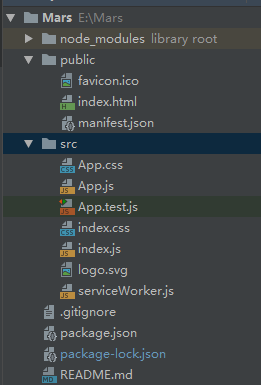 Mars E:\Mars
node_modules library root
public
favicon.ico
index.html
manifest.json
src
App.css
App.js
App.test.js
index.css
index.js
logo.svg
serviceWorker.js
.gitignore
package.json
package-lock.json
README.md